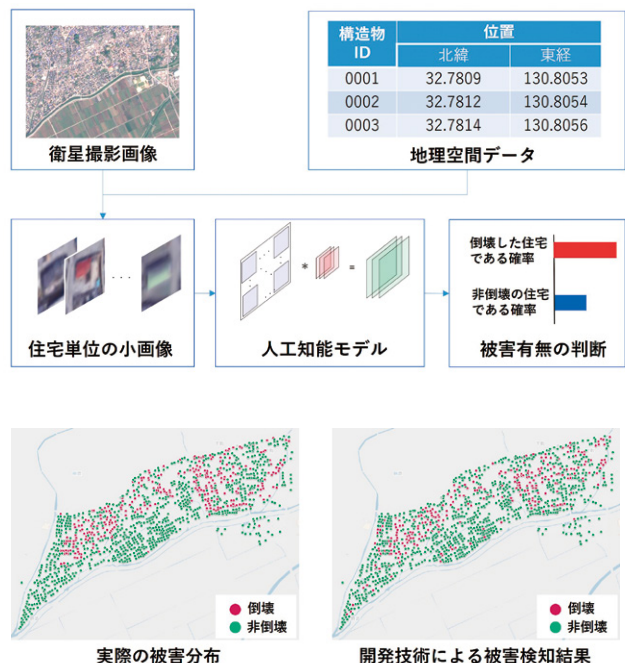 衛星撮影画像
構造物
ID
位置
北緯 東経
0001 32.7809 130.8053
0002 32.7812 130.8054
0003 32.7814 130.8056
地理空間データ
・・・
住宅単位の小画像
* =
人工知能モデル
倒壊した住宅
である確率
非倒壊の住宅
である確率
被害有無の判断
倒壊
非倒壊
実際の被害分布
倒壊
非倒壊
開発技術による被害検知結果